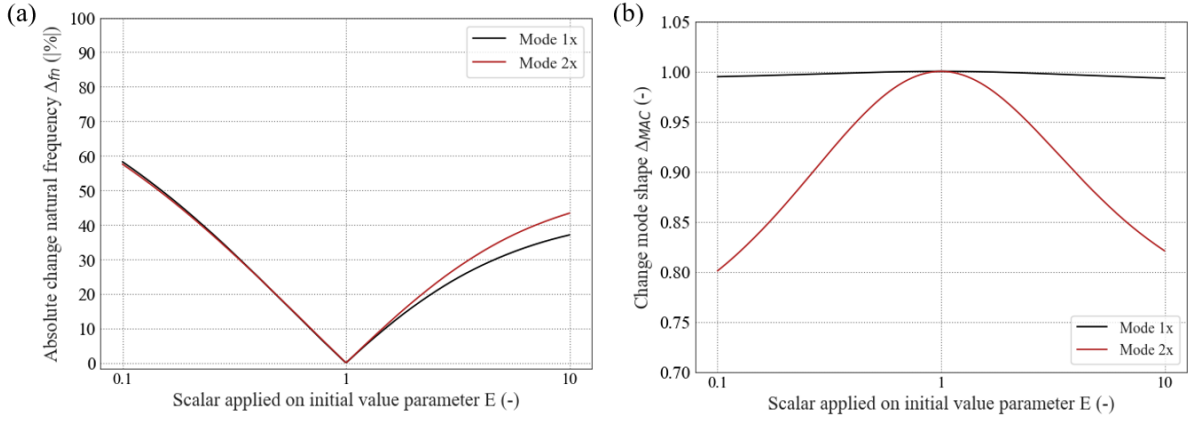 (a)
Absolute change natural frequency Δfn (|%|)
100
90
80
70
60
50
40
30
20
10
0
Mode 1x
Mode 2x
0.1
1
10
Scalar applied on initial value parameter E (-)
(b)
Change mode shape ΔMAC (-)
1.05
1.00
0.95
0.90
0.85
0.80
0.75
0.70
Mode 1x
Mode 2x
0.1
1
10
Scalar applied on initial value parameter E (-)